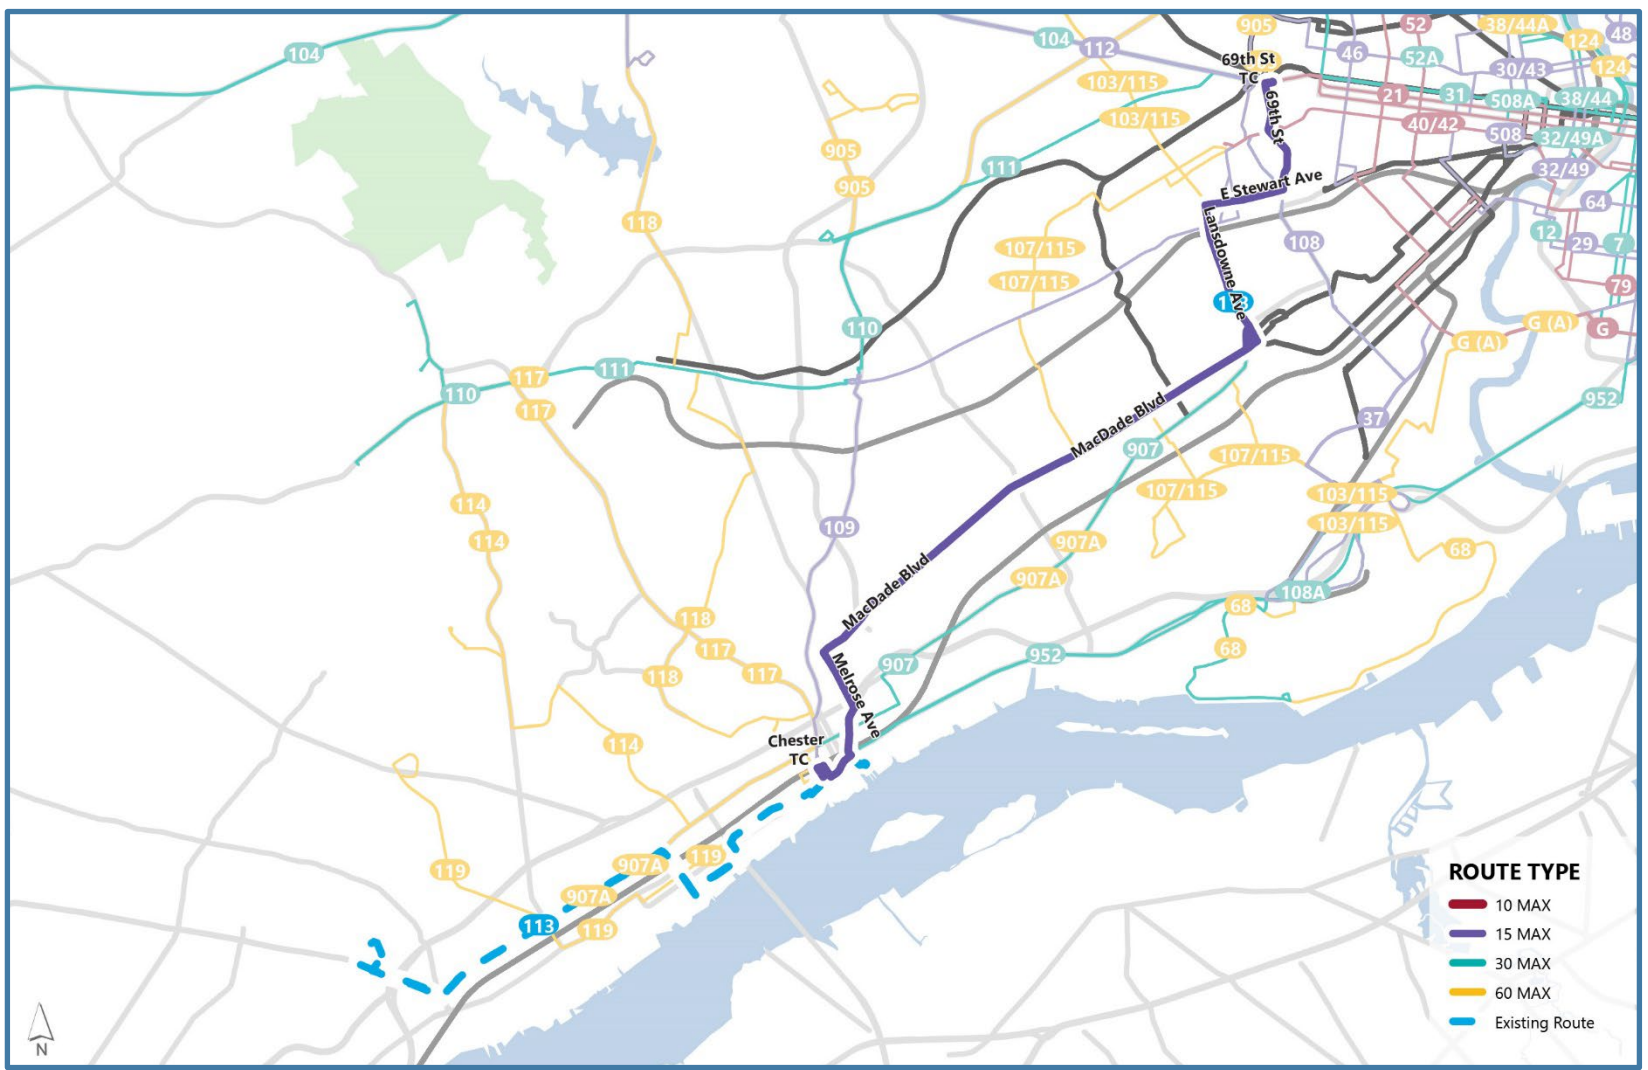 905
52
38/44A
48
104
104
112
46
52A
124
69th St
TC
30/43
124
103/115
21
31
508A
38/44
103/115
69th St
40/42
508
32/49A
905
111
32/49
905
E Stewart Ave
64
118
Lansdowne Ave
108
12
29
7
107/115
107/115
79
110
G (A)
G (A)
G
111
117
110
117
MacDade Blvd
952
37
907
107/115
114
107/115
103/115
109
103/115
114
907A
68
MacDade Blvd
907A
108A
68
118
117
907
952
68
118
117
Melrose Ave
Chester
TC
114
119
907A
119
907A
113
119
ROUTE TYPE
10 MAX
15 MAX
30 MAX
60 MAX
Existing Route
N